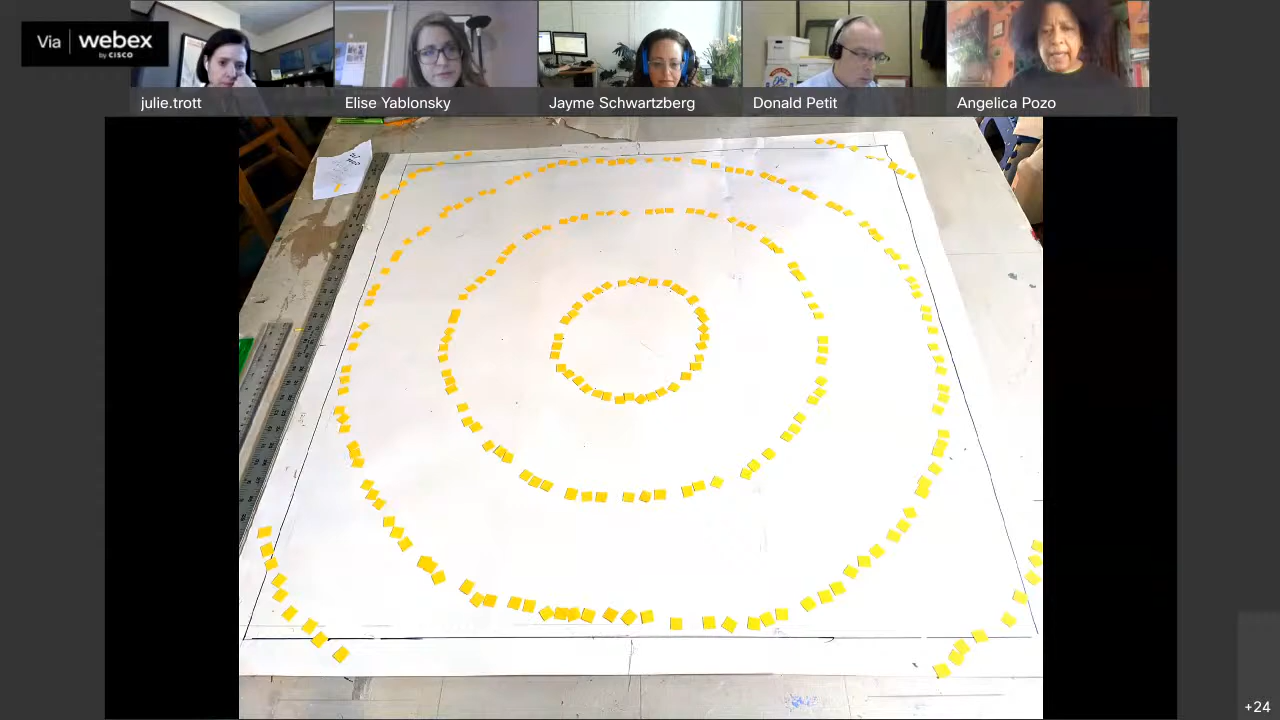 Via webex
by CISCO
julie.trott
Elise Yablonsky
Jayme Schwartzberg
Donald Petit
Angelica Pozo
+24